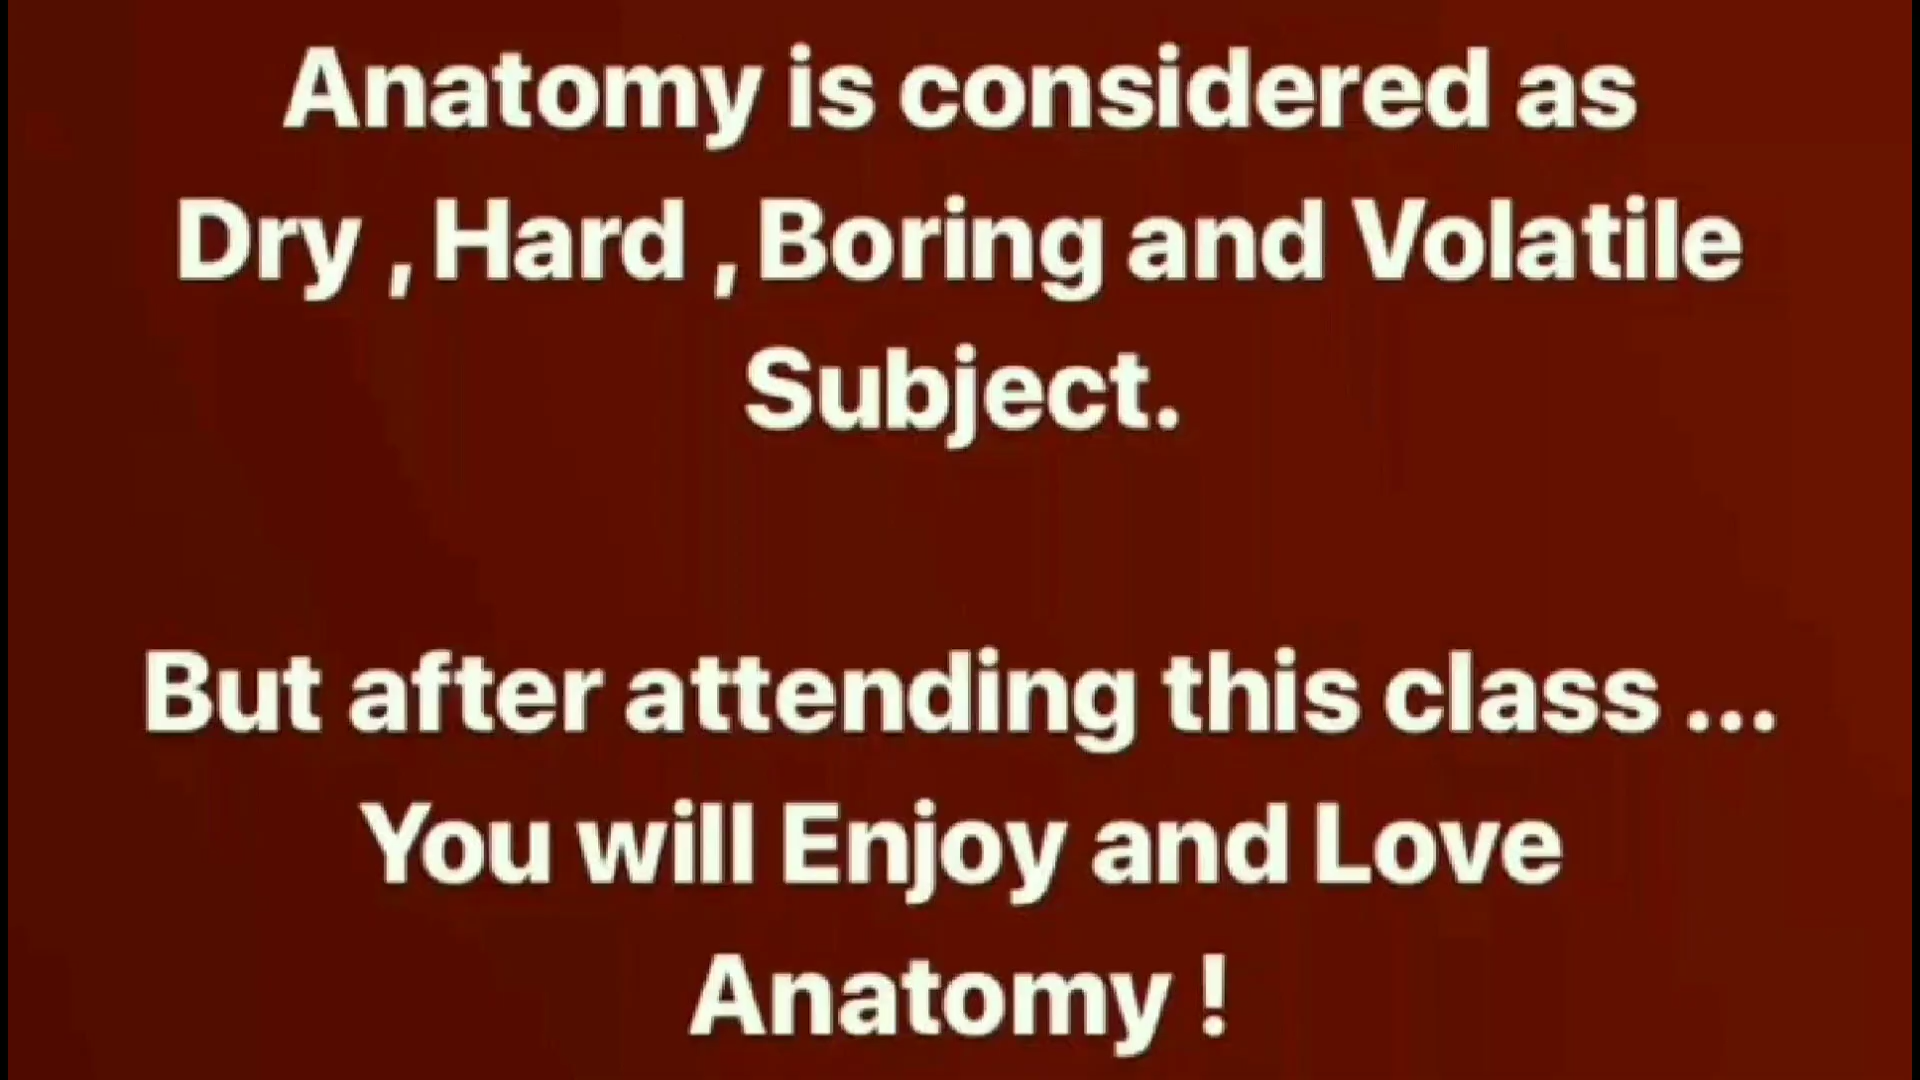 Anatomy is considered as
Dry , Hard , Boring and Volatile
Subject.
But after attending this class ...
You will Enjoy and Love
Anatomy !